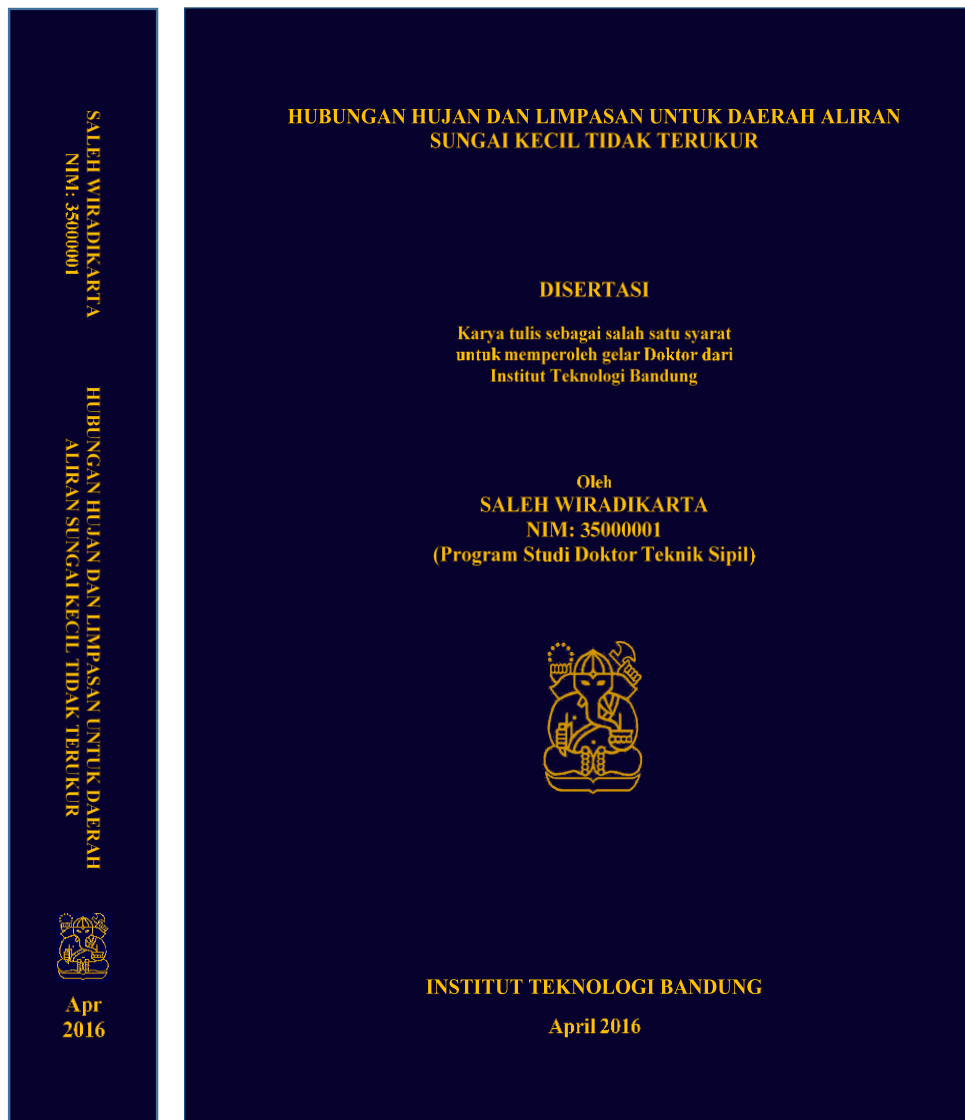 SALEH WIRADIKARTA
NIM: 35000001
HUBUNGAN HUJAN DAN LIMPASAN UNTUK DAERAH
ALIRAN SUNGAI KECIL TIDAK TERUKUR
Apr
2016
HUBUNGAN HUJAN DAN LIMPASAN UNTUK DAERAH ALIRAN
SUNGAI KECIL TIDAK TERUKUR
DISERTASI
Karya tulis sebagai salah satu syarat
untuk memperoleh gelar Doktor dari
Institut Teknologi Bandung
Oleh
SALEH WIRADIKARTA
NIM: 35000001
(Program Studi Doktor Teknik Sipil)
INSTITUT TEKNOLOGI BANDUNG
April 2016